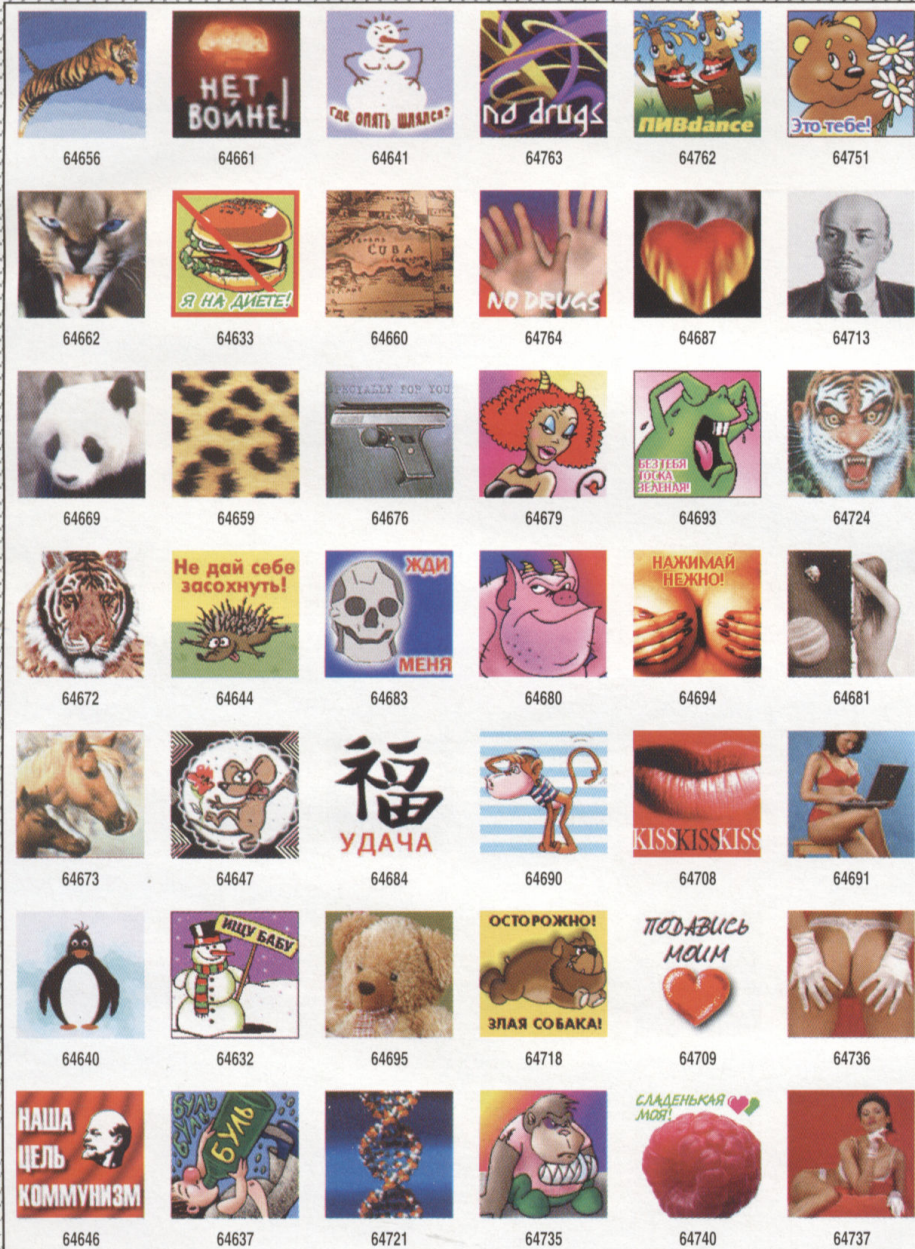 НЕТ
ВОЙНЕ!
ГДЕ ОПЯТЬ ШЛЯЛСЯ?
no drugs
ПИВdance
Это тебе!
64656 64661 64641 64763 64762 64751
Я НА ДИЕТЕ!
CUBA
NO DRUGS
64662 64633 64660 64764 64687 64713
SPECIALLY FOR YOU
БЕЗ ТЕБЯ
ТОСКА
ЗЕЛЕНАЯ!
64669 64659 64676 64679 64693 64724
Не дай себе
засохнуть!
ЖДИ
МЕНЯ
НАЖИМАЙ
НЕЖНО!
64672 64644 64683 64680 64694 64681
福
УДАЧА
KISSKISSKISS
64673 64647 64684 64690 64708 64691
ИЩУ БАБУ
ОСТОРОЖНО!
ЗЛАЯ СОБАКА!
ПОДАВИСЬ
МОИМ
64640 64632 64695 64718 64709 64736
НАША
ЦЕЛЬ
КОММУНИЗМ
БУЛЬ
БУЛЬ
БУЛЬ
СЛАДЕНЬКАЯ
МОЯ!
64646 64637 64721 64735 64740 64737